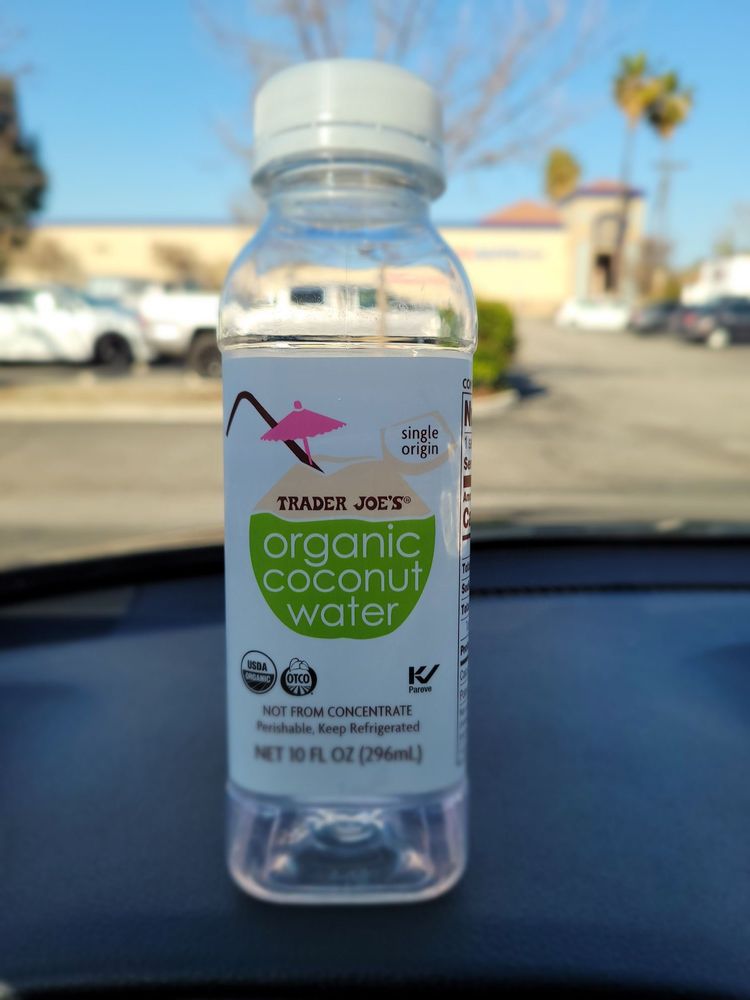 single
origin
TRADER JOE'S®
organic
coconut
water
USDA
ORGANIC
OTCO
KV
Pareve
NOT FROM CONCENTRATE
Perishable, Keep Refrigerated
NET 10 FL OZ (296mL)